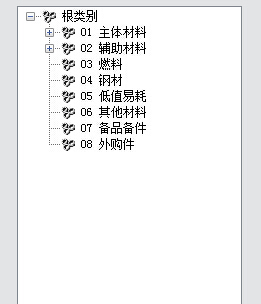 根类别
01 主体材料
02 辅助材料
03 燃料
04 钢材
05 低值易耗
06 其他材料
07 备品备件
08 外购件